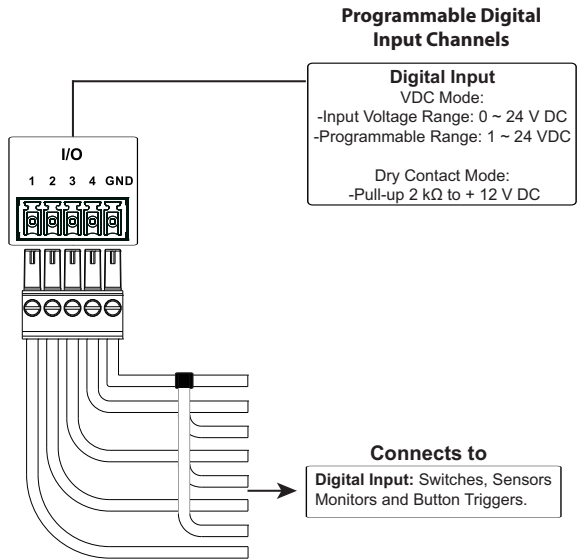 Programmable Digital
Input Channels
Digital Input
VDC Mode:
-Input Voltage Range: 0 ~ 24 V DC
-Programmable Range: 1 ~ 24 VDC
Dry Contact Mode:
-Pull-up 2 kΩ to + 12 V DC
I/O
1 2 3 4 GND
Connects to
Digital Input: Switches, Sensors
Monitors and Button Triggers.